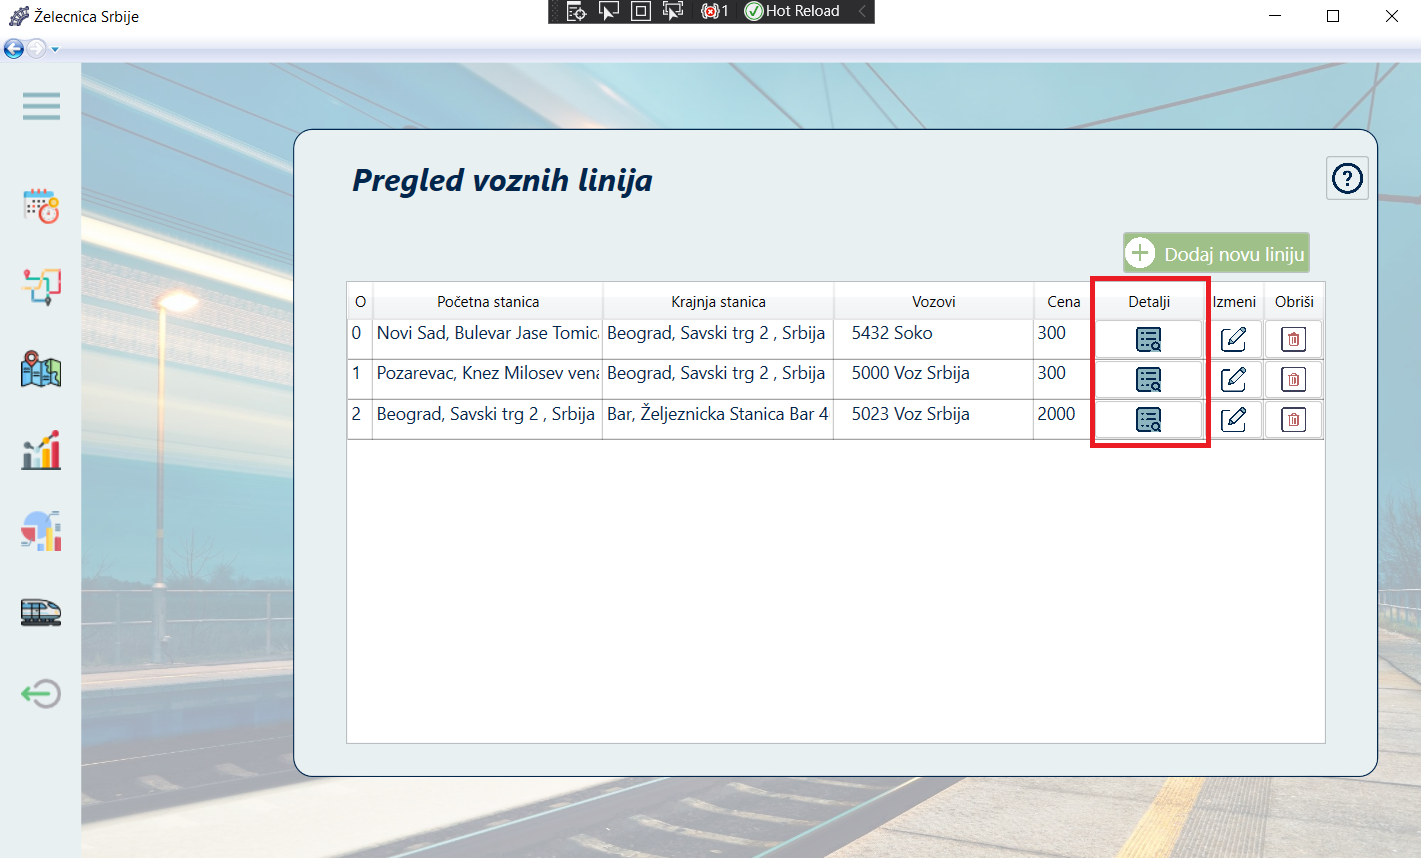 Želecnica Srbije
1 Hot Reload
Pregled voznih linija
?
Dodaj novu liniju
O Početna stanica Krajnja stanica Vozovi Cena Detalji Izmeni Obriši
0 Novi Sad, Bulevar Jase Tomic Beograd, Savski trg 2 , Srbija 5432 Soko 300
1 Pozarevac, Knez Milosev vena Beograd, Savski trg 2 , Srbija 5000 Voz Srbija 300
2 Beograd, Savski trg 2 , Srbija Bar, Željeznicka Stanica Bar 4 5023 Voz Srbija 2000